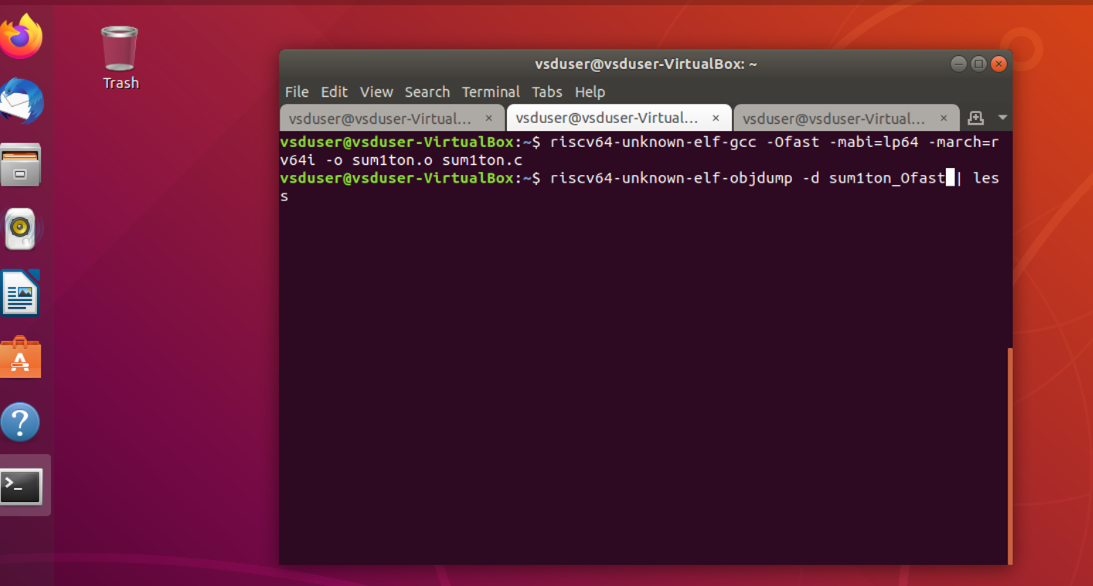 Trash
vsduser@vsduser-VirtualBox: ~
File Edit View Search Terminal Tabs Help
vsduser@vsduser-Virtual... × vsduser@vsduser-Virtual... × vsduser@vsduser-Virtual... ×
vsduser@vsduser-VirtualBox:~$ riscv64-unknown-elf-gcc -Ofast -mabi=lp64 -march=r
v64i -o sum1ton.o sum1ton.c
vsduser@vsduser-VirtualBox:~$ riscv64-unknown-elf-objdump -d sum1ton_Ofast | les
s